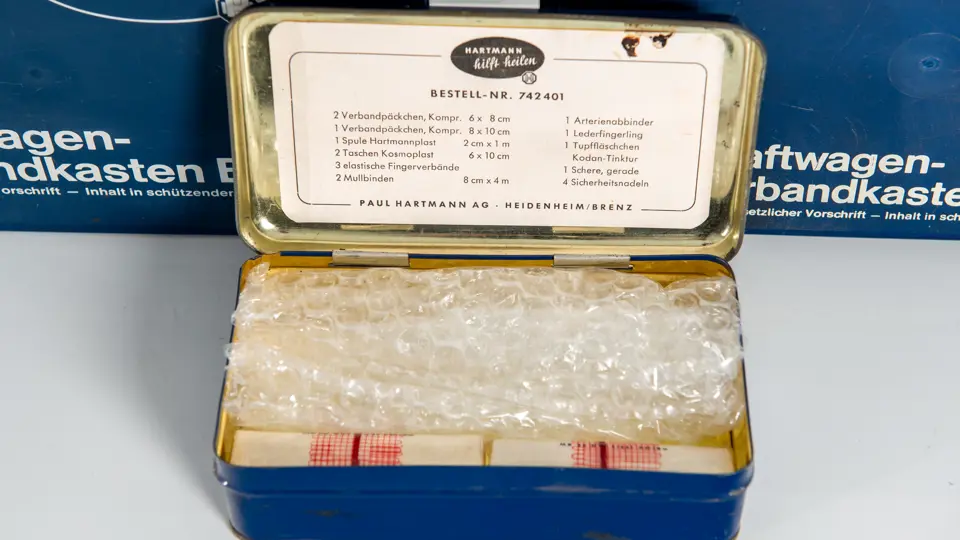 HARTMANN
hilft heilen
BESTELL-NR. 742401
2 Verbandpäckchen, Kompr. 6 x 8 cm
1 Verbandpäckchen, Kompr. 8 x 10 cm
1 Spule Hartmannplast 2 cm x 1 m
2 Taschen Kosmoplast 6 x 10 cm
3 elastische Fingerverbände
2 Mullbinden 8 cm x 4 m
1 Arterienabbinder
1 Lederfingerling
1 Tupffläschchen
Kodan-Tinktur
1 Schere, gerade
4 Sicherheitsnadeln
PAUL HARTMANN AG · HEIDENHEIM/BRENZ
agen-
ndkasten
orschrift – Inhalt in schützender
aftwagen-
rbandkaste
etzlicher Vorschrift – Inhalt in sch